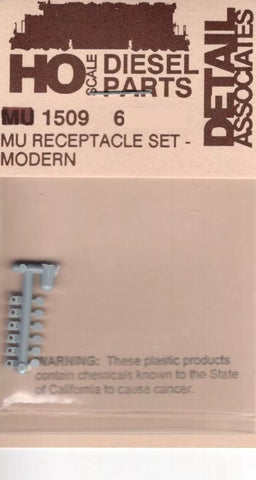 HO SCALE DIESEL PARTS
DETAIL ASSOCIATES
MU 1509 6
MU RECEPTACLE SET -
MODERN
WARNING: These plastic products
contain chemicals known to the State
of California to cause cancer.